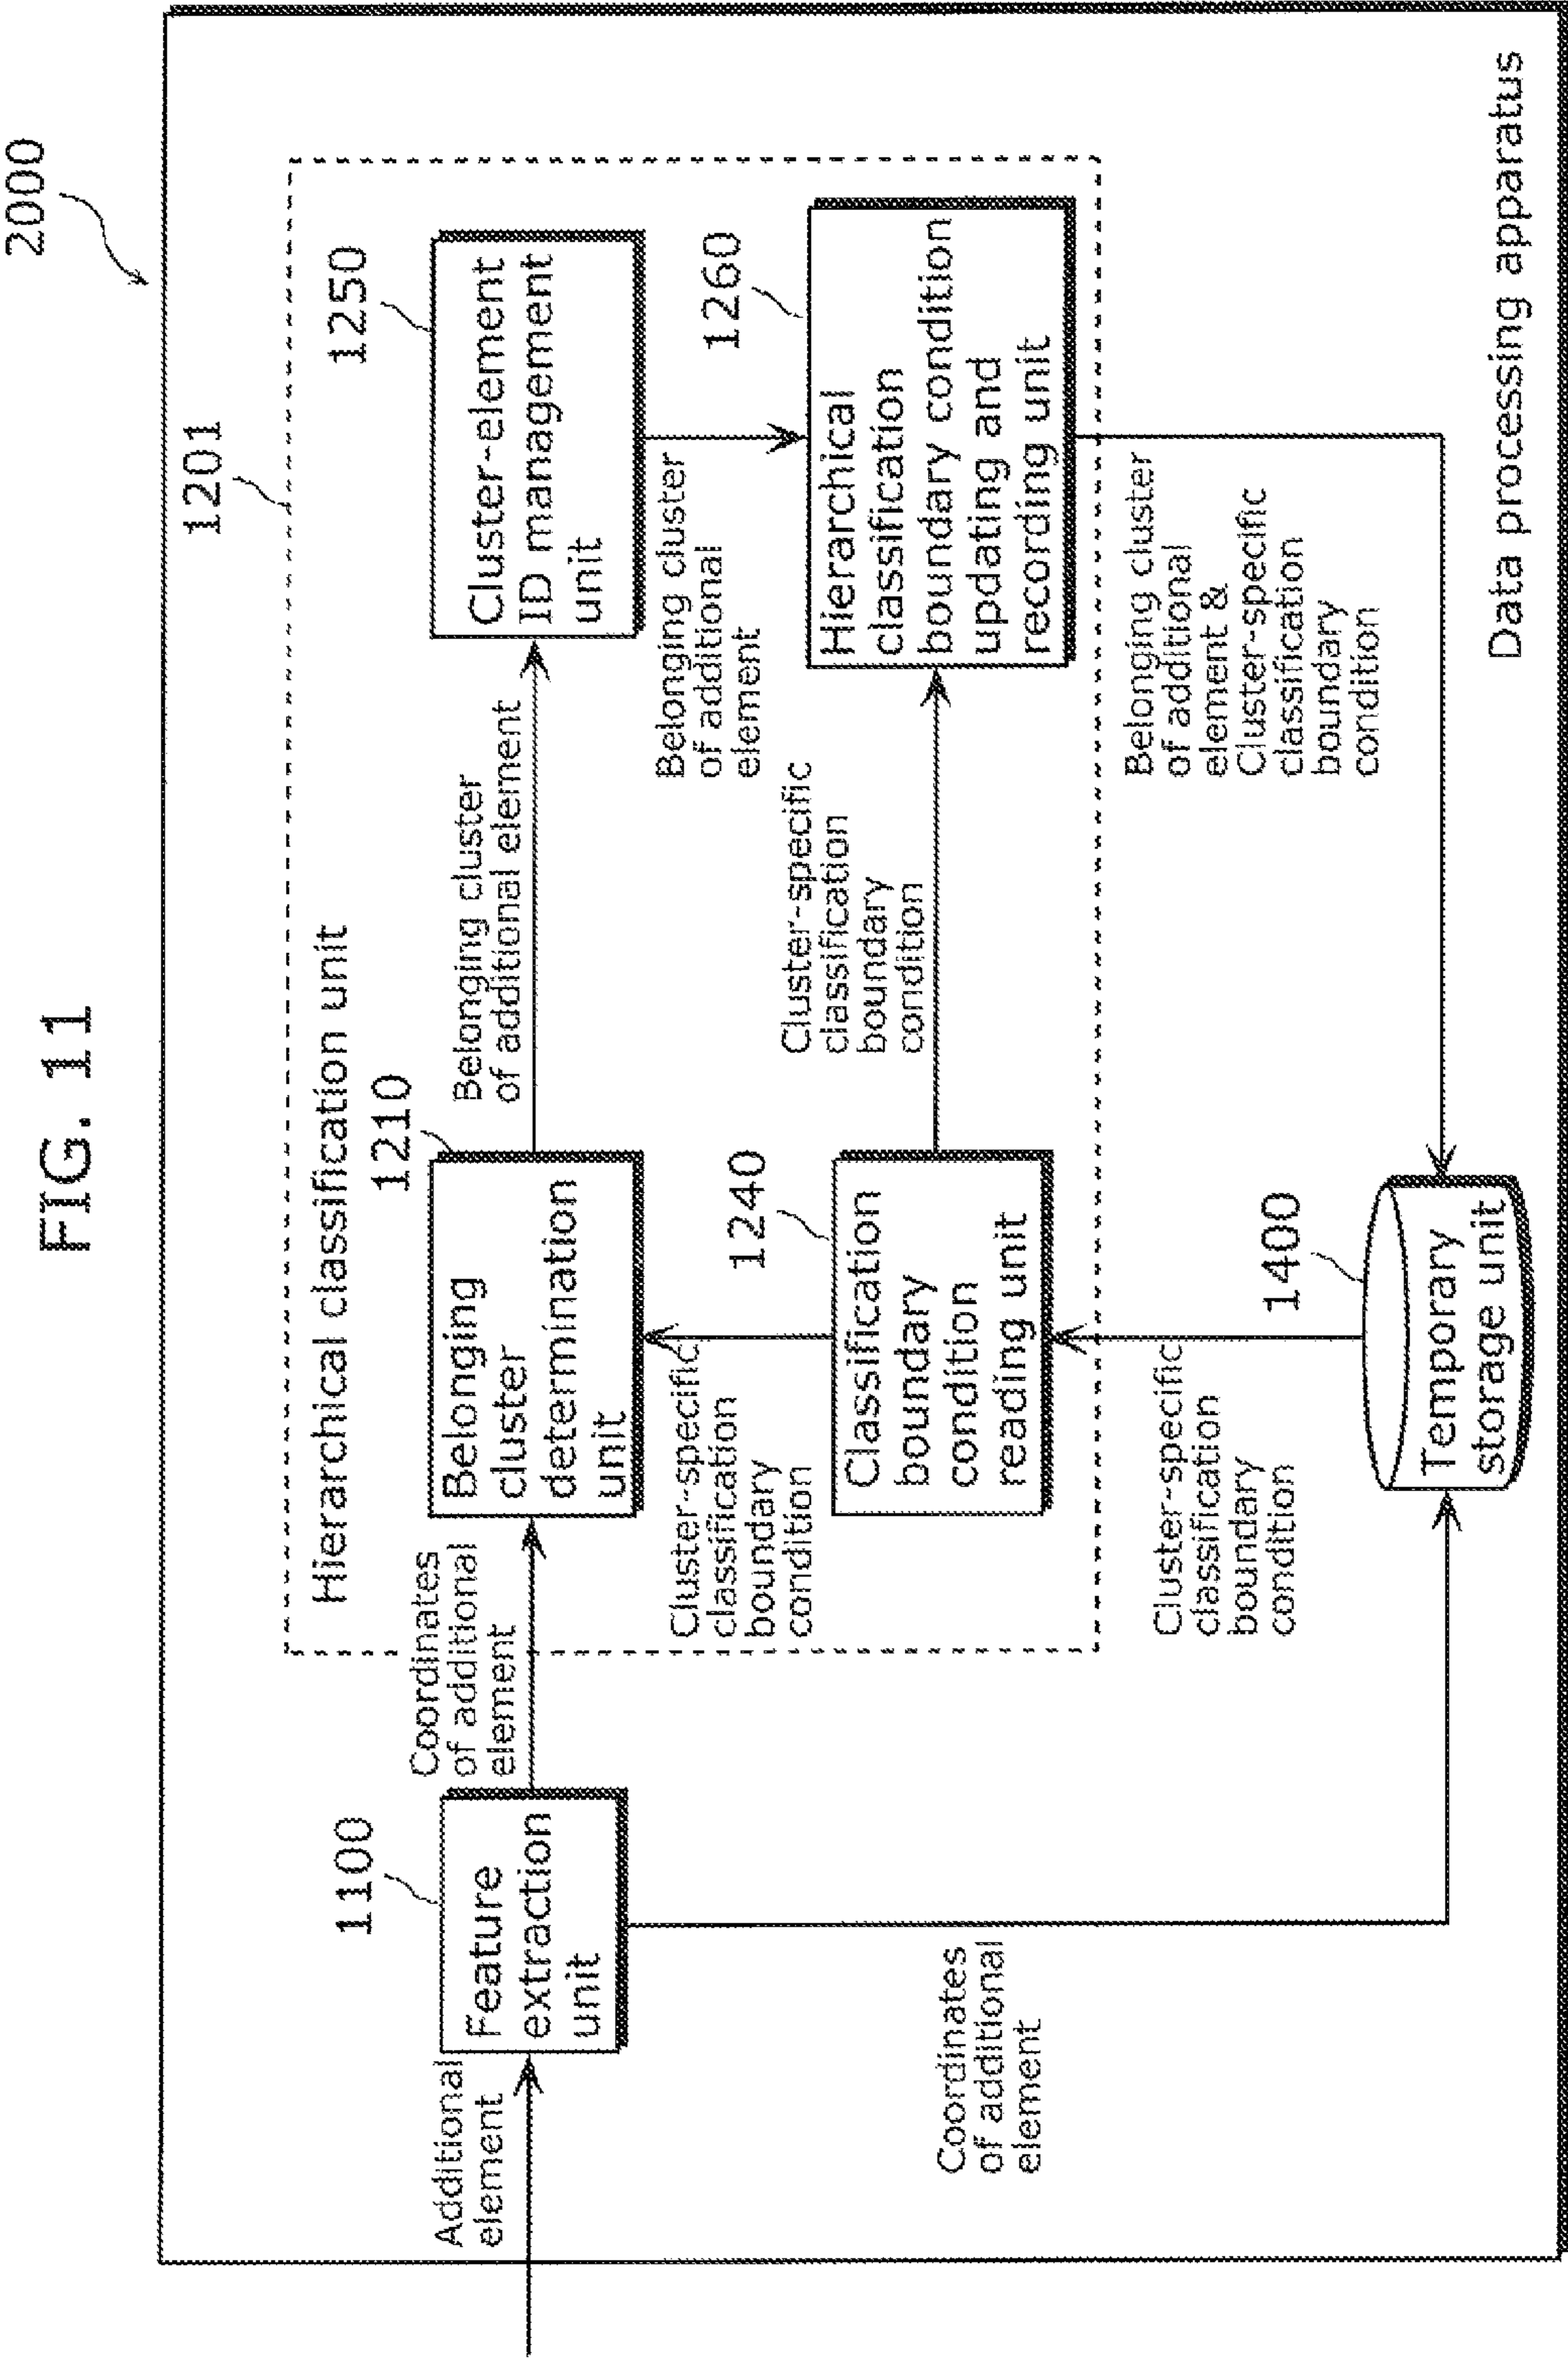 FIG. 11
2000
1201
Hierarchical classification unit
1100
Additional
element
Feature
extraction
unit
Coordinates
of additional
element
1210
Belonging
cluster
determination
unit
Belonging cluster
of additional element
1250
Cluster-element
ID management
unit
Cluster-specific
classification
boundary
condition
Belonging cluster
of additional
element
1240
Classification
boundary
condition
reading unit
Cluster-specific
classification
boundary
condition
1260
Hierarchical
classification
boundary condition
updating and
recording unit
Coordinates
of additional
element
Cluster-specific
classification
boundary
condition
Belonging cluster
of additional
element &
Cluster-specific
classification
boundary
condition
1400
Temporary
storage unit
Data processing apparatus